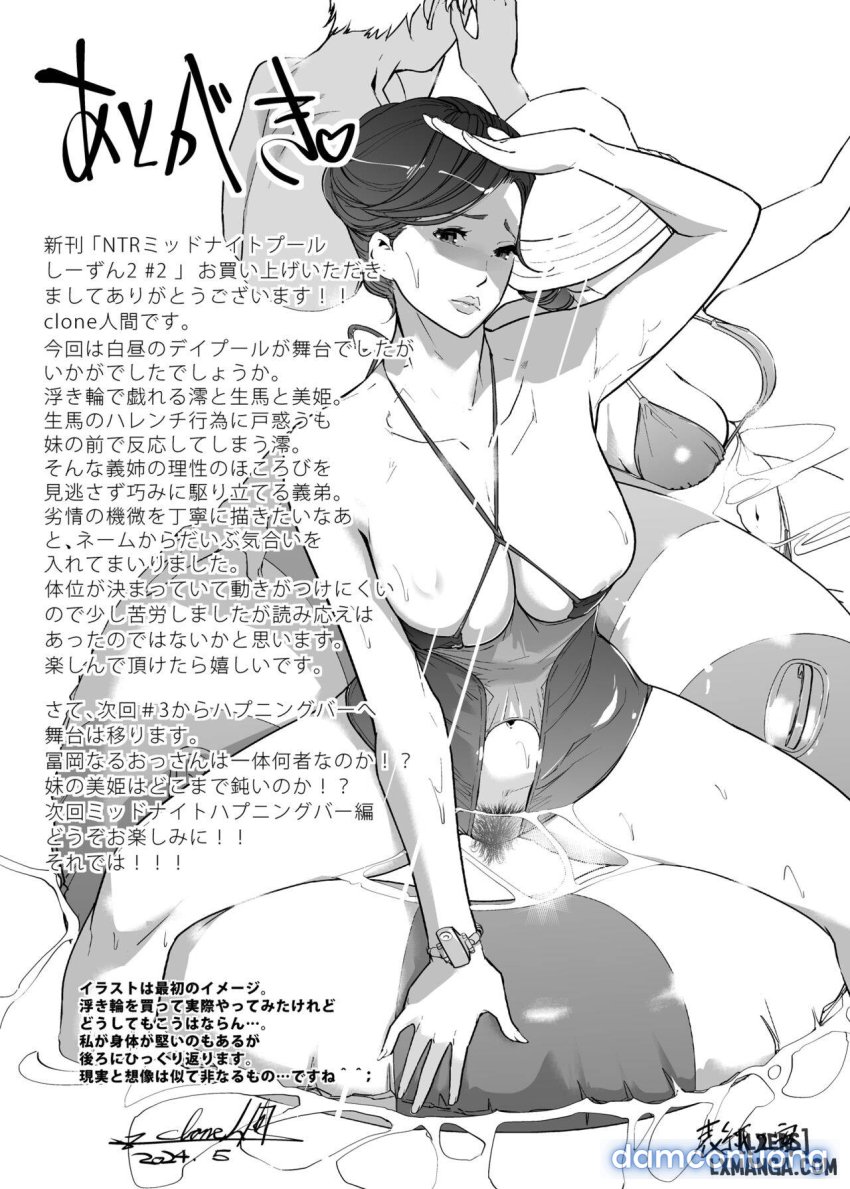 あとがき♡
新刊「NTRミッドナイトプール
しーずん2 #2」お買い上げいただき
ましてありがとうございます!!
clone人間です。
今回は白昼のデイプールが舞台でしたが
いかがでしたでしょうか。
浮き輪で戯れる澪と生馬と美姫。
生馬のハレンチ行為に戸惑うも
妹の前で反応してしまう澪。
そんな義姉の理性のほころびを
見逃さず巧みに駆り立てる義弟。
劣情の機微を丁寧に描きたいなあ
と、ネームからだいぶ気合いを
入れてまいりました。
体位が決まっていて動きがつけにくい
ので少し苦労しましたが読み応えは
あったのではないかと思います。
楽しんで頂けたら嬉しいです。
さて、次回#3からハプニングバーへ
舞台は移ります。
冨岡なるおっさんは一体何者なのか!?
妹の美姫はどこまで鈍いのか!?
次回ミッドナイトハプニングバー編
どうぞお楽しみに!!
それでは!!!
イラストは最初のイメージ。
浮き輪を買って実際やってみたけれど
どうしてもこうはならん…。
私が身体が堅いのもあるが
後ろにひっくり返ります。
現実と想像は似て非なるもの…ですね^^;
clone人間
2024.5
damconuong
LXMANGA.COM